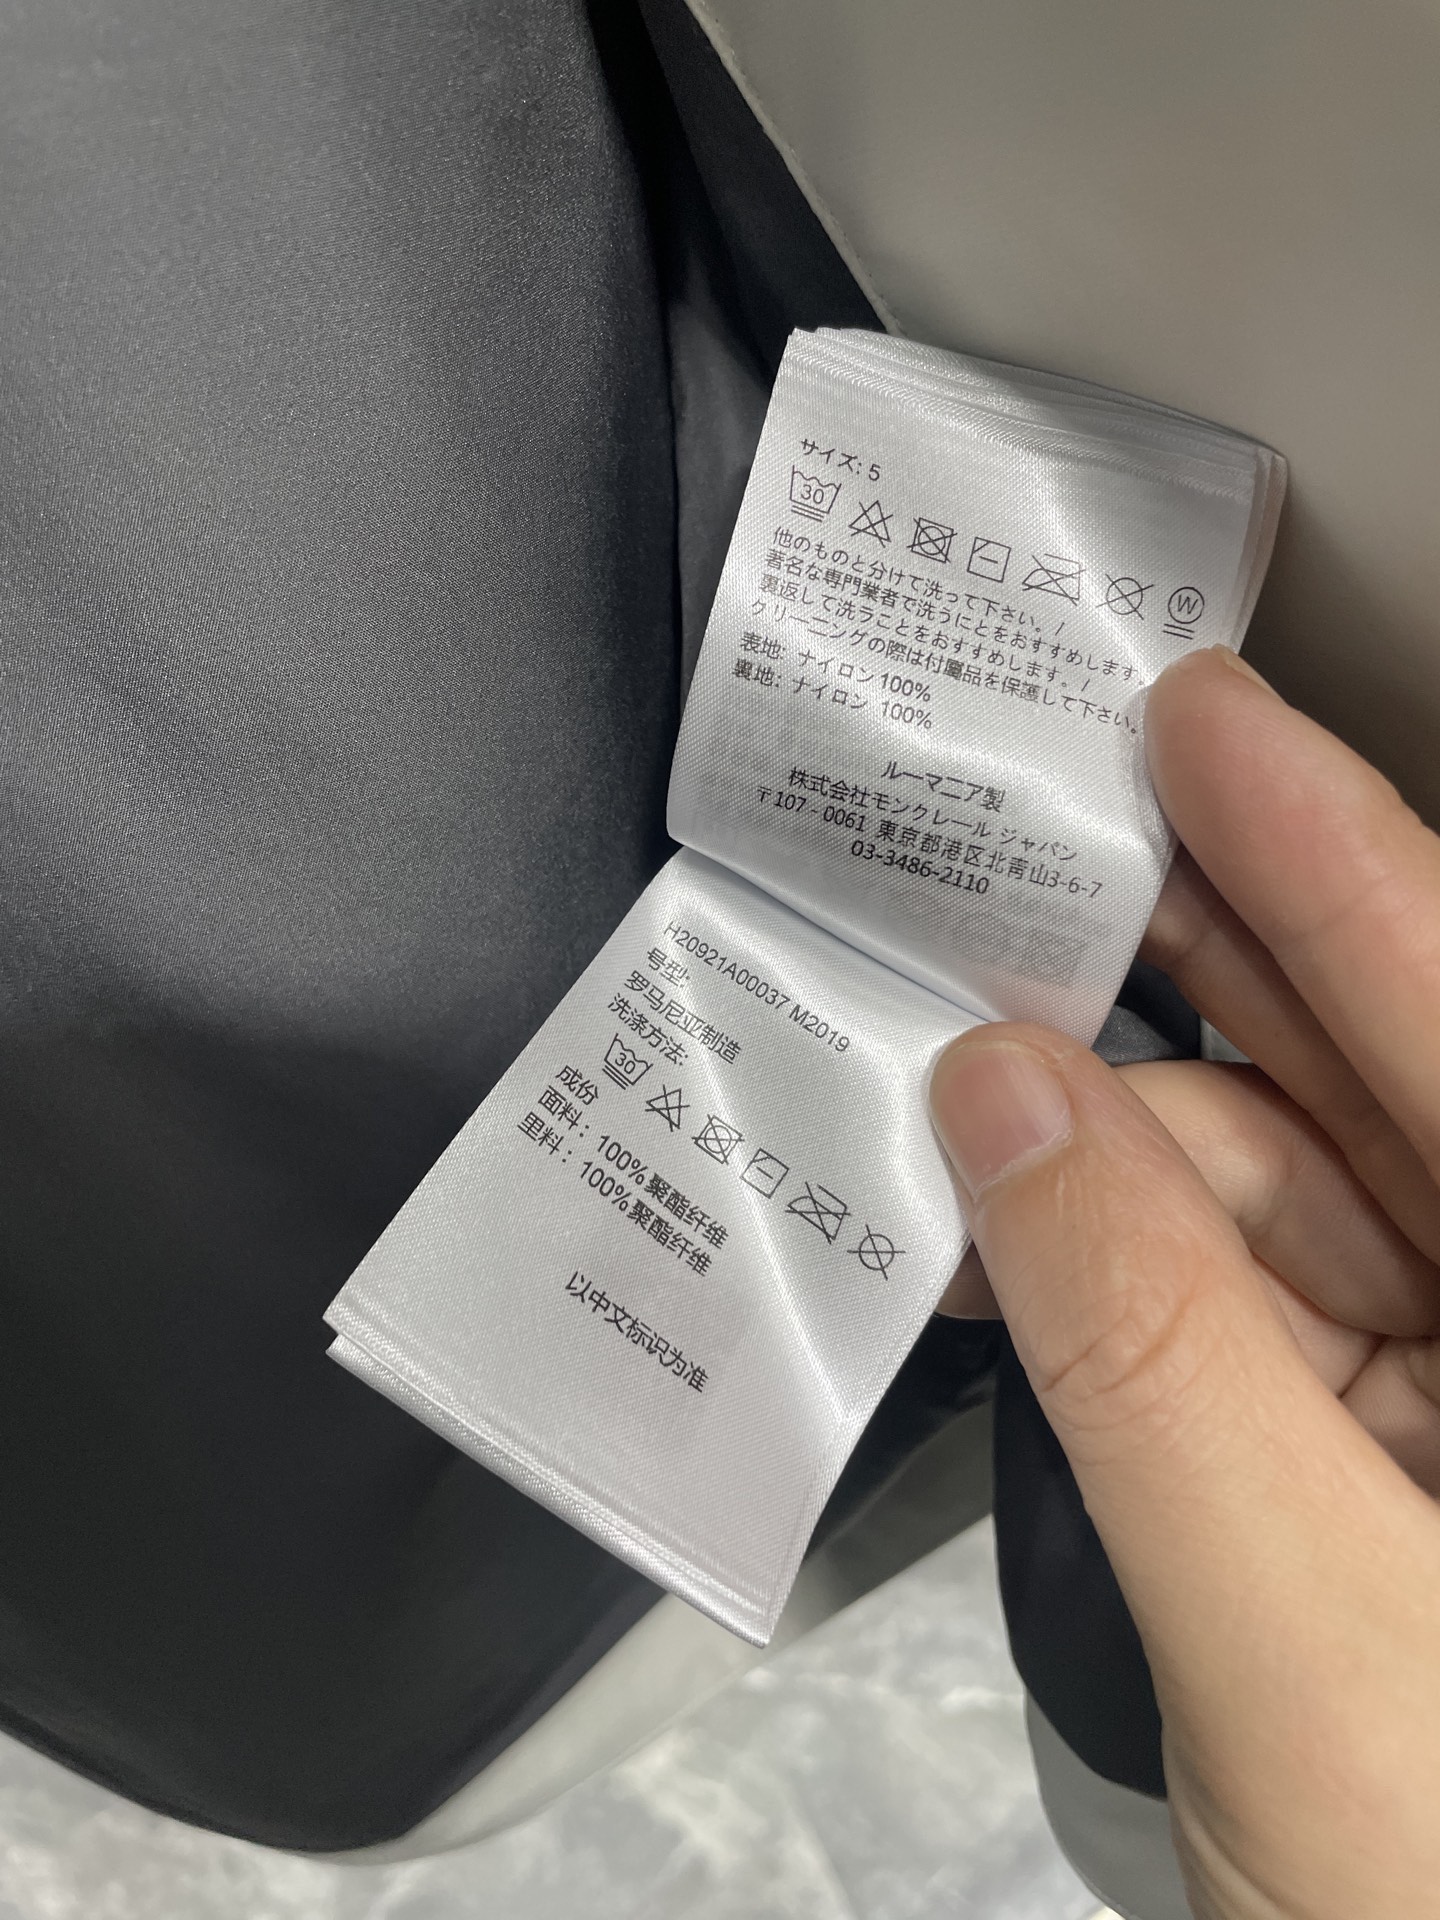 サイズ: 5
30
W
他のものと分けて洗って下さい。/
著名な専門業者で洗うにとをおすすめします。
裏返して洗うことをおすすめします。/
クリーニングの際は付属品を保護して下さい。
表地: ナイロン 100%
裏地: ナイロン 100%
ルーマニア製
株式会社モンクレール ジャパン
〒107-0061 東京都港区北青山3-6-7
03-3486-2110
H20921A00037 M2019
号型:
罗马尼亚制造
洗涤方法:
30
成份
面料: 100%聚酯纤维
里料: 100%聚酯纤维
以中文标识为准